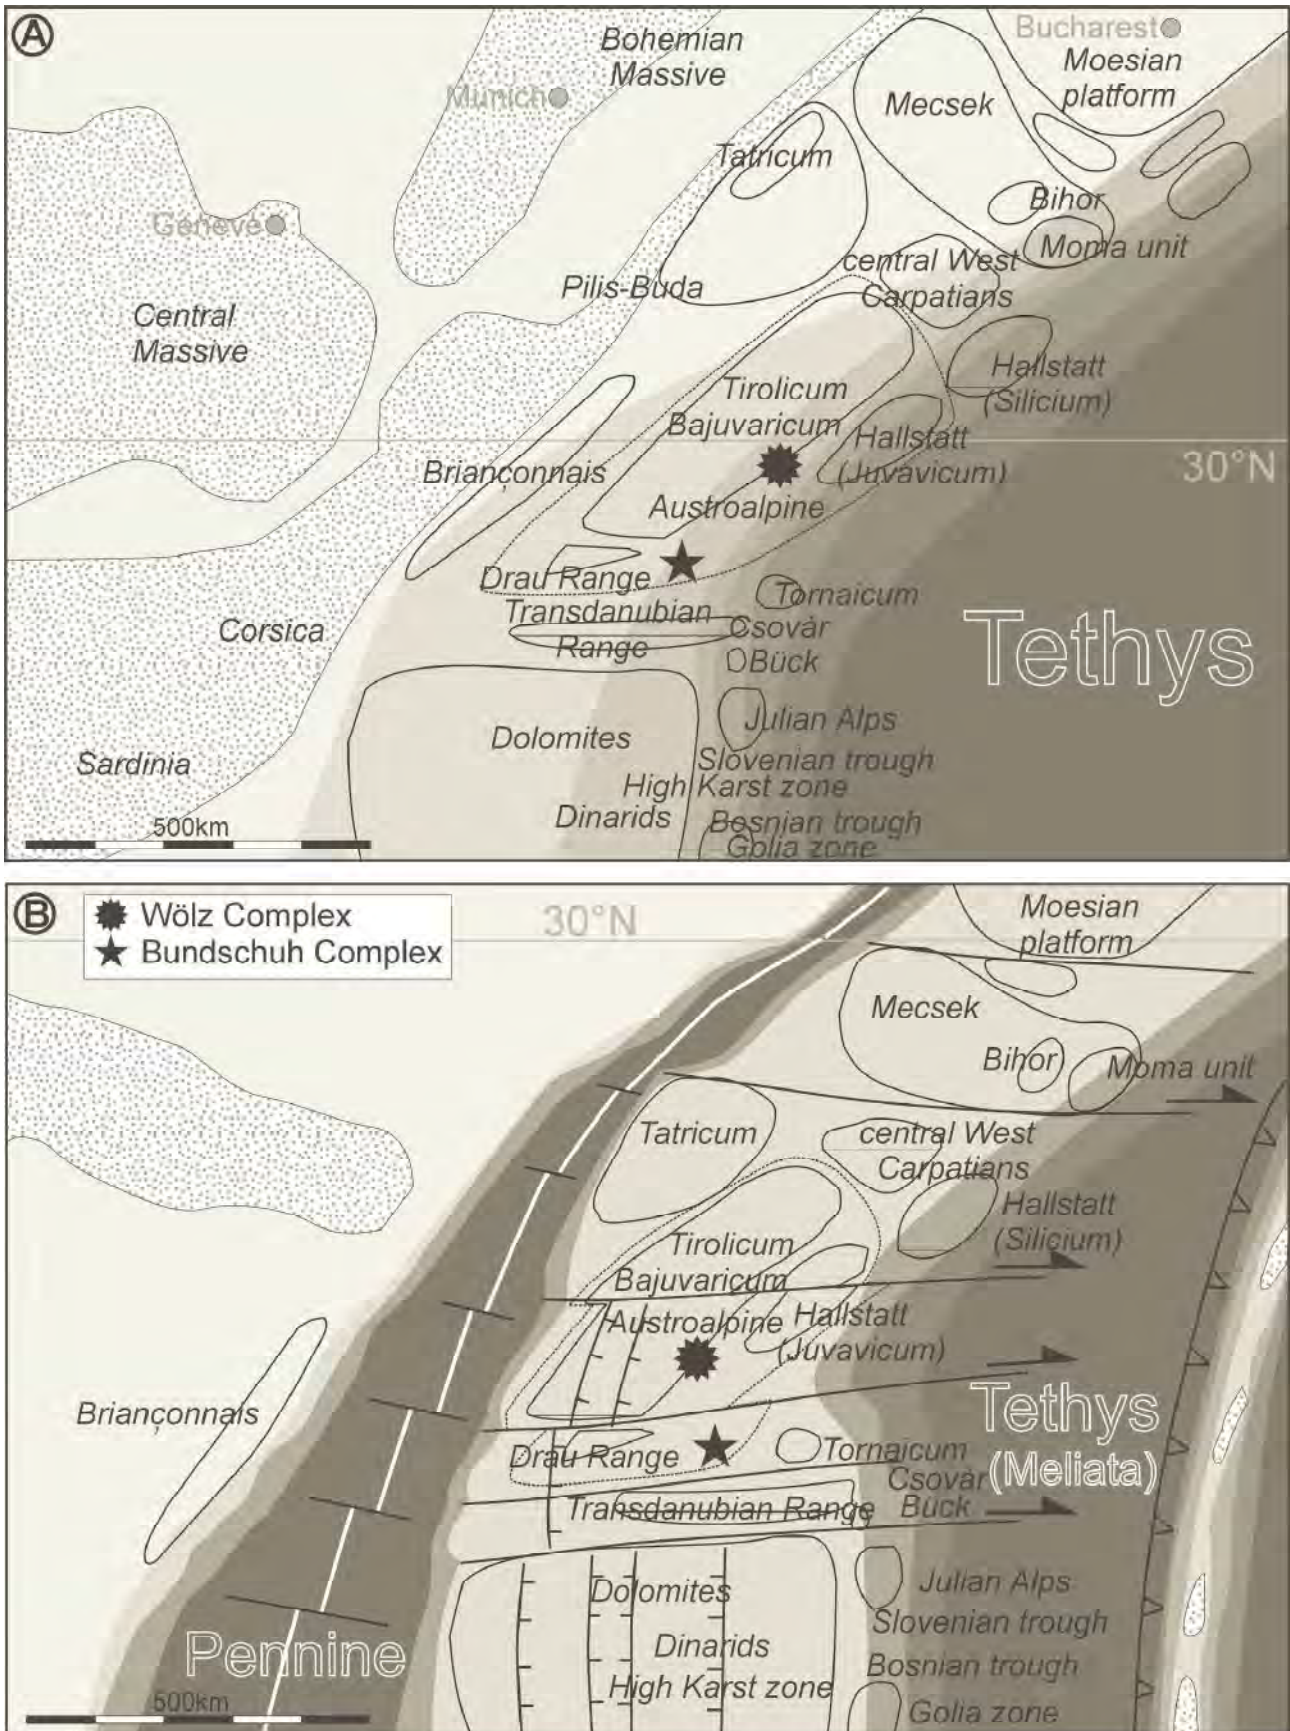 A
Bohemian
Massive
Munich
Bucharest
Moesian
platform
Mecsek
Tatricum
Genève
Bihor
Moma unit
central West
Carpatians
Pilis-Buda
Central
Massive
Hallstatt
(Silicium)
Tirolicum
Bajuvaricum
Hallstatt
(Juvavicum)
30°N
Briançonnais
Austroalpine
Drau Range
Tornaicum
Transdanubian
Range
Csovàr
Bück
Corsica
Tethys
Dolomites
Julian Alps
Sardinia
Slovenian trough
High Karst zone
Dinarids
Bosnian trough
Golia zone
500km
B
Wölz Complex
Bundschuh Complex
30°N
Moesian
platform
Mecsek
Bihor
Moma unit
Tatricum
central West
Carpatians
Hallstatt
(Silicium)
Tirolicum
Bajuvaricum
Austroalpine
Hallstatt
(Juvavicum)
Briançonnais
Tethys
(Meliata)
Drau Range
Tornaicum
Csovàr
Transdanubian Range
Bück
Dolomites
Julian Alps
Slovenian trough
Dinarids
High Karst zone
Bosnian trough
Golia zone
Pennine
500km